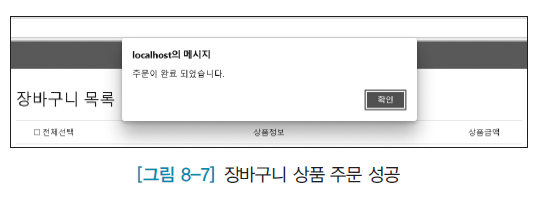 localhost의 메시지
주문이 완료 되었습니다.
확인
장바구니 목록
전체선택 상품정보 상품금액
[그림 8-7] 장바구니 상품 주문 성공